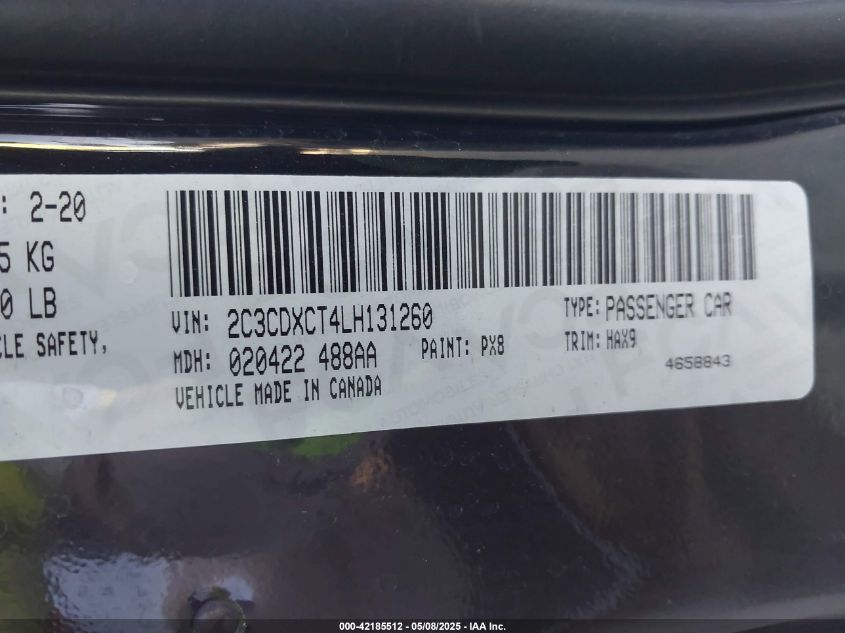 : 2-20
5 KG
0 LB
CLE SAFETY,
VIN: 2C3CDXCT4LH131260
TYPE: PASSENGER CAR
MDH: 020422 488AA
PAINT: PX8
TRIM: HAX9
VEHICLE MADE IN CANADA
4658843
000-42185512 - 05/08/2025 - IAA Inc.